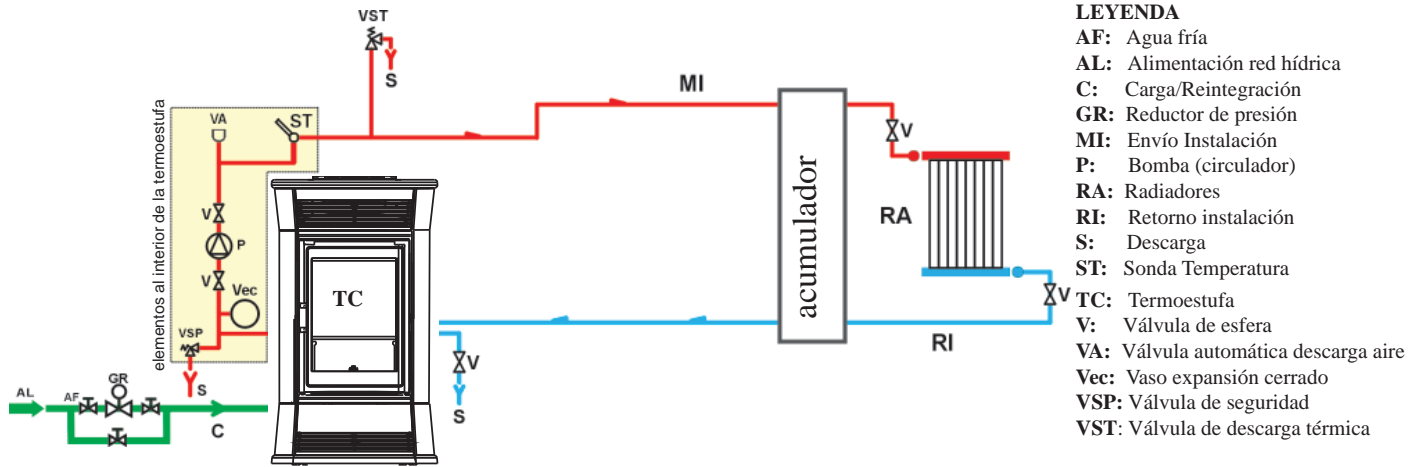 VST
S
MI
elementos al interior de la termoestufa
VA
ST
V
P
V
Vec
VSP
S
TC
acumulador
V
RA
V
RI
V
S
AL
AF
GR
C
LEYENDA
AF: Agua fría
AL: Alimentación red hídrica
C: Carga/Reintegración
GR: Reductor de presión
MI: Envío Instalación
P: Bomba (circulador)
RA: Radiadores
RI: Retorno instalación
S: Descarga
ST: Sonda Temperatura
TC: Termoestufa
V: Válvula de esfera
VA: Válvula automática descarga aire
Vec: Vaso expansión cerrado
VSP: Válvula de seguridad
VST: Válvula de descarga térmica